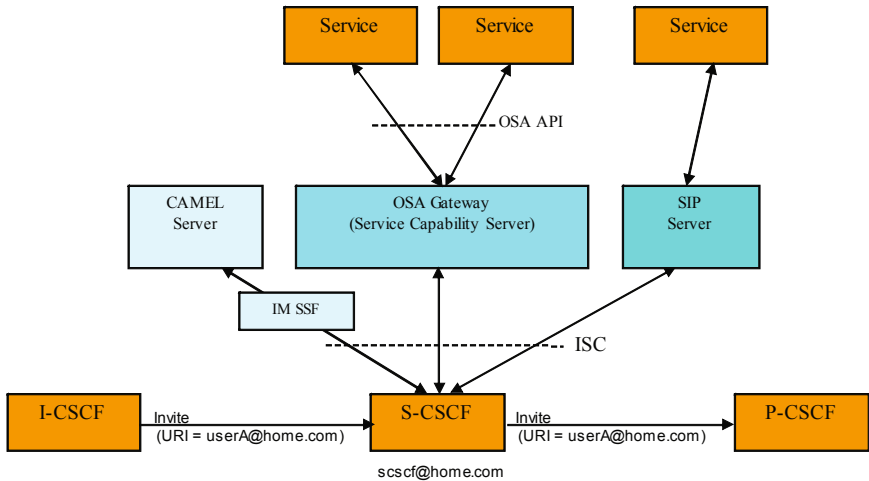 Service
Service
Service
OSA API
CAMEL
Server
OSA Gateway
(Service Capability Server)
SIP
Server
IM SSF
ISC
I-CSCF
Invite
(URI = userA@home.com)
S-CSCF
Invite
(URI = userA@home.com)
P-CSCF
scscf@home.com